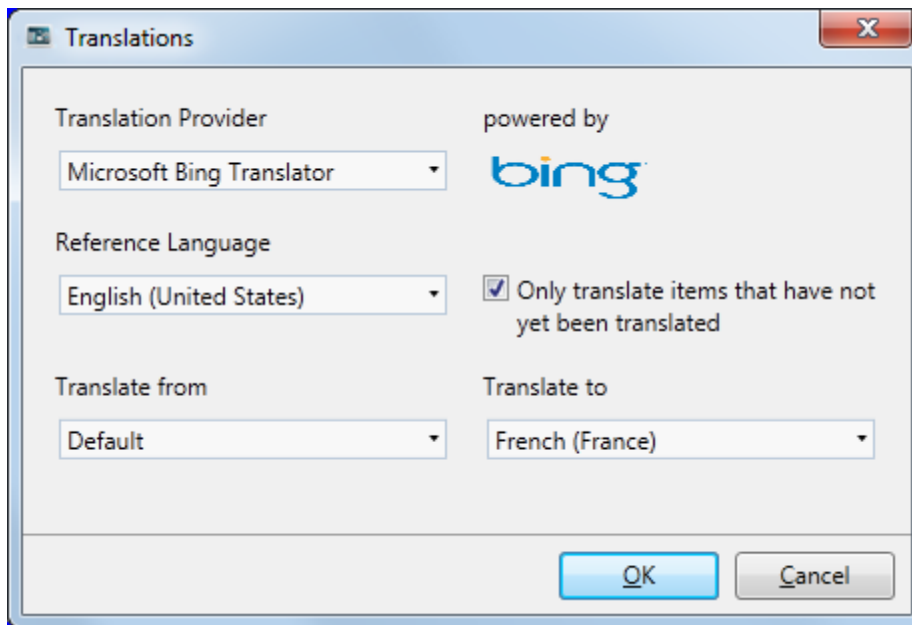 Translations
Translation Provider
powered by
Microsoft Bing Translator
bing
Reference Language
English (United States)
Only translate items that have not
yet been translated
Translate from
Translate to
Default
French (France)
OK
Cancel